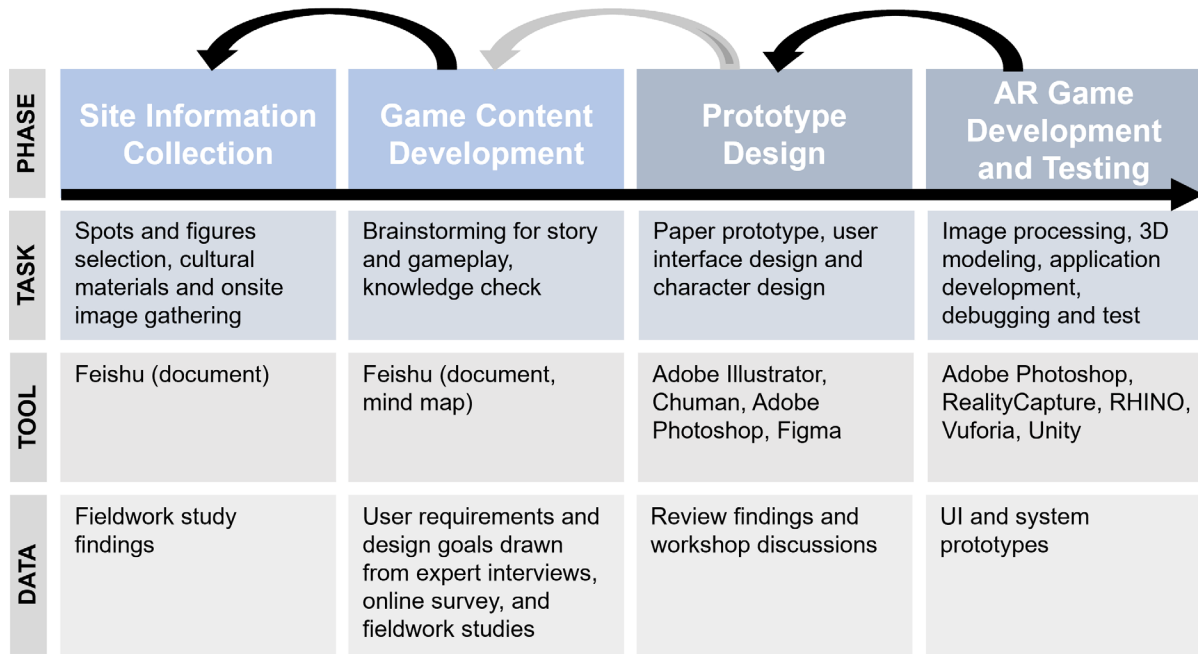 PHASE
Site Information
Collection
Game Content
Development
Prototype
Design
AR Game
Development
and Testing
TASK
Spots and figures
selection, cultural
materials and onsite
image gathering
Brainstorming for story
and gameplay,
knowledge check
Paper prototype, user
interface design and
character design
Image processing, 3D
modeling, application
development,
debugging and test
TOOL
Feishu (document)
Feishu (document,
mind map)
Adobe Illustrator,
Chuman, Adobe
Photoshop, Figma
Adobe Photoshop,
RealityCapture, RHINO,
Vuforia, Unity
DATA
Fieldwork study
findings
User requirements and
design goals drawn
from expert interviews,
online survey, and
fieldwork studies
Review findings and
workshop discussions
UI and system
prototypes